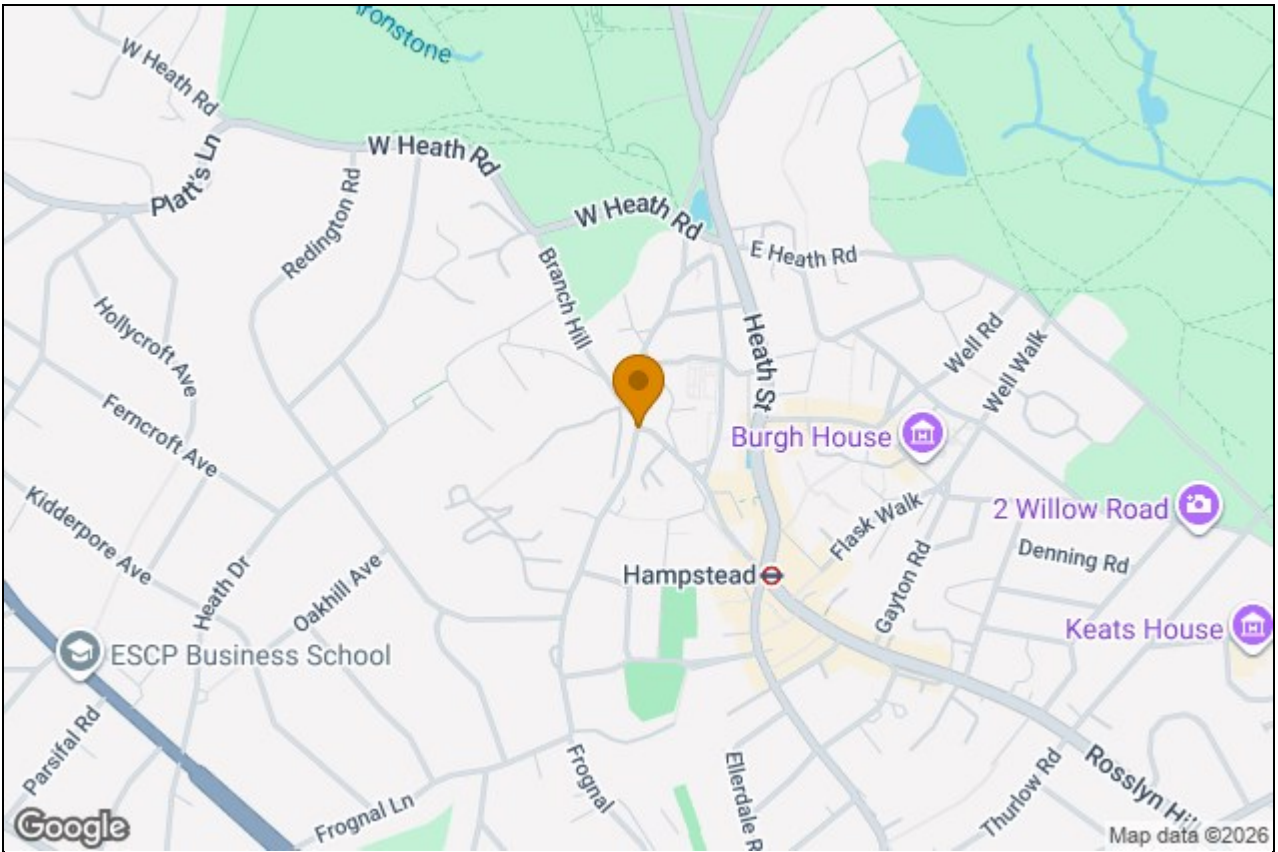 ronstone
W Heath Rd
W Heath Rd
Platt's Ln
Redington Rd
W Heath Rd
E Heath Rd
Branch Hill
Hollycroft Ave
Heath St
Well Rd
Well Walk
Ferncroft Ave
Burgh House
Kidderpore Ave
Flask Walk
2 Willow Road
Denning Rd
Hampstead
Heath Dr
Oakhill Ave
Gayton Rd
Keats House
ESCP Business School
Parsifal Rd
Frognal
Ellerdale R
Thurlow Rd
Rosslyn Hil
Frognal Ln
Google
Map data ©2026